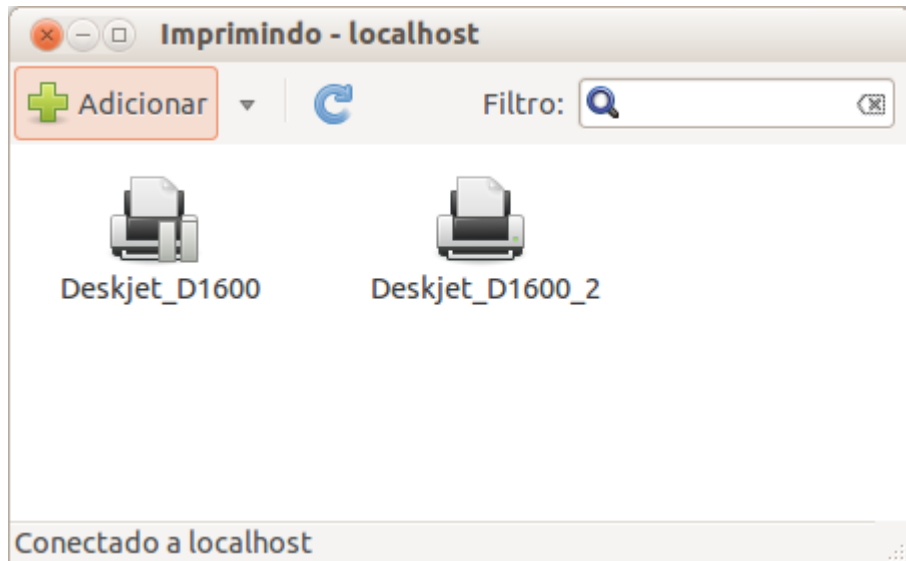 Imprimindo - localhost
Adicionar Filtro:
Deskjet_D1600 Deskjet_D1600_2
Conectado a localhost